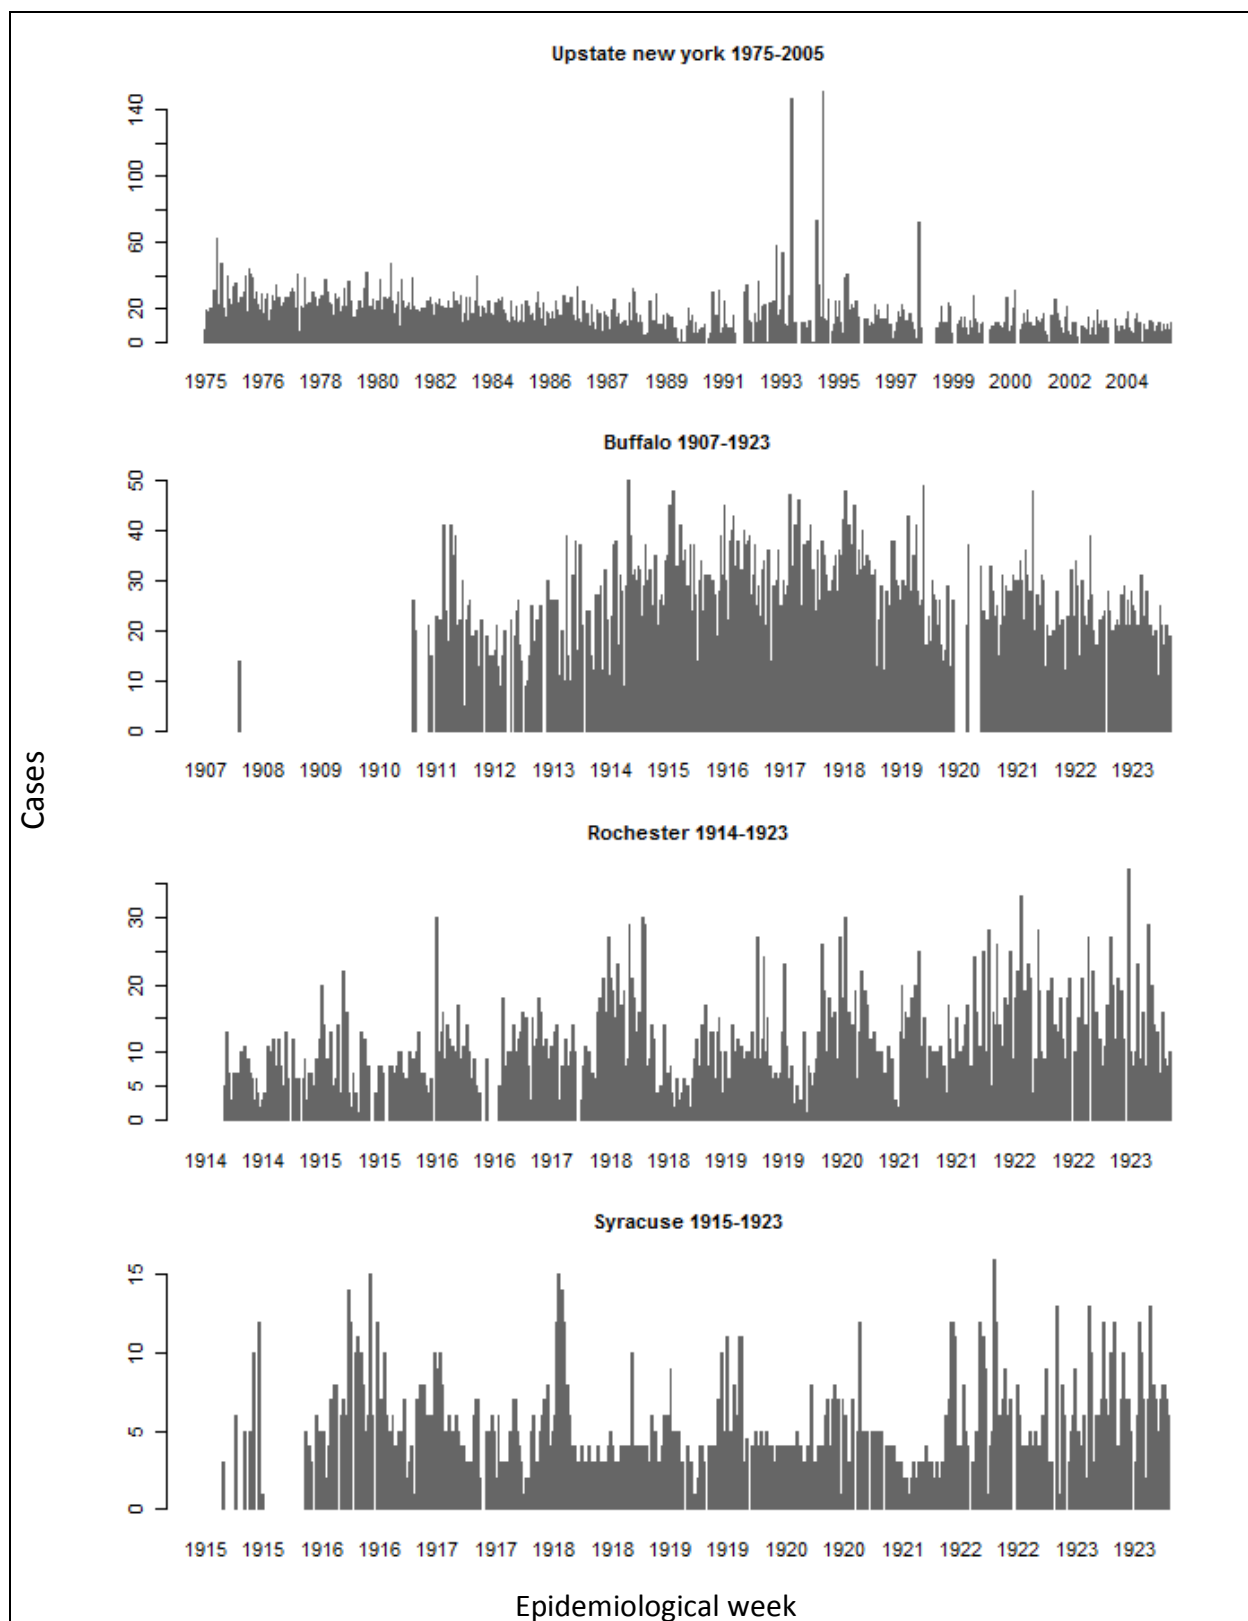 Upstate new york 1975-2005
140
100
60
20
0
1975 1976 1978 1980 1982 1984 1986 1987 1989 1991 1993 1995 1997 1999 2000 2002 2004
Buffalo 1907-1923
50
40
30
20
10
0
1907 1908 1909 1910 1911 1912 1913 1914 1915 1916 1917 1918 1919 1920 1921 1922 1923
Cases
Rochester 1914-1923
30
20
10
5
0
1914 1914 1915 1915 1916 1916 1917 1918 1918 1919 1919 1920 1921 1921 1922 1922 1923
Syracuse 1915-1923
15
10
5
0
1915 1915 1916 1916 1917 1917 1918 1918 1919 1919 1920 1920 1921 1922 1922 1923 1923
Epidemiological week